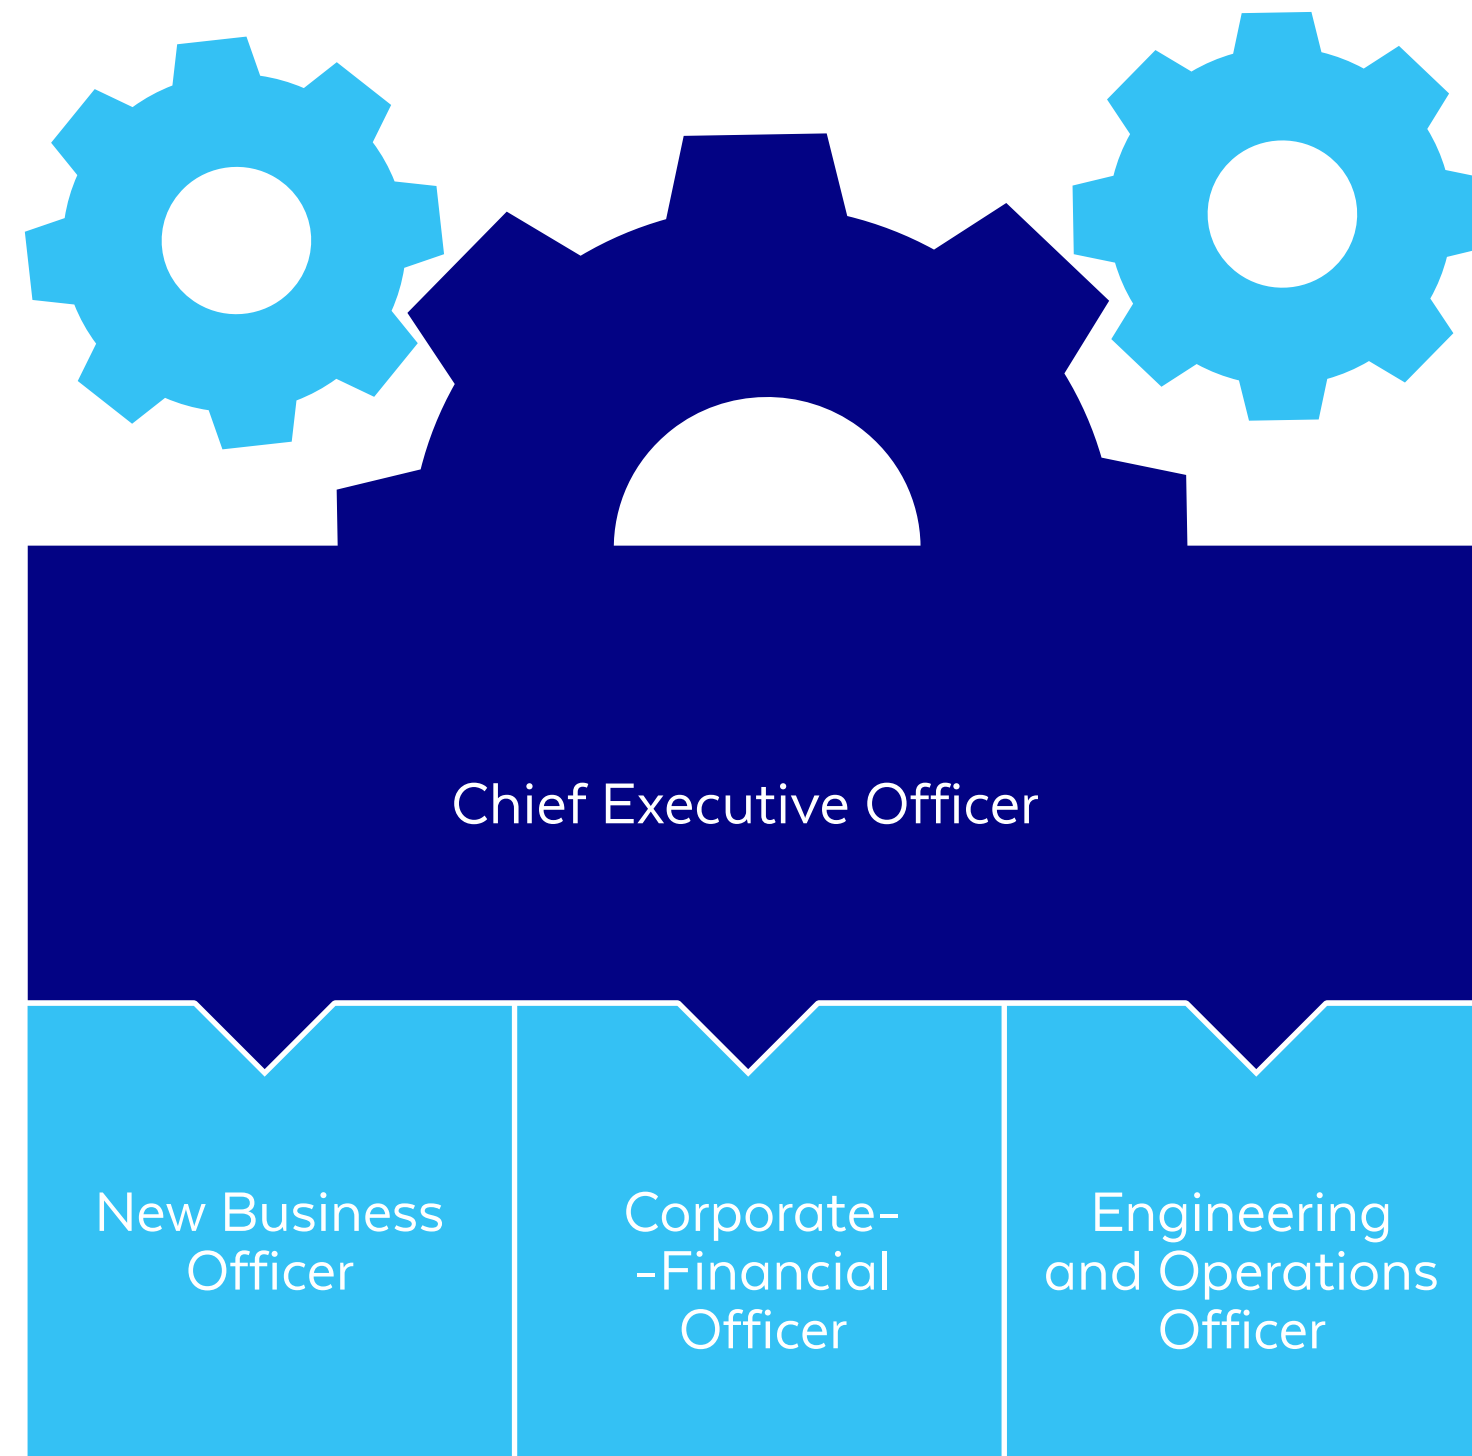 Chief Executive Officer
New Business
Officer
Corporate-
-Financial
Officer
Engineering
and Operations
Officer